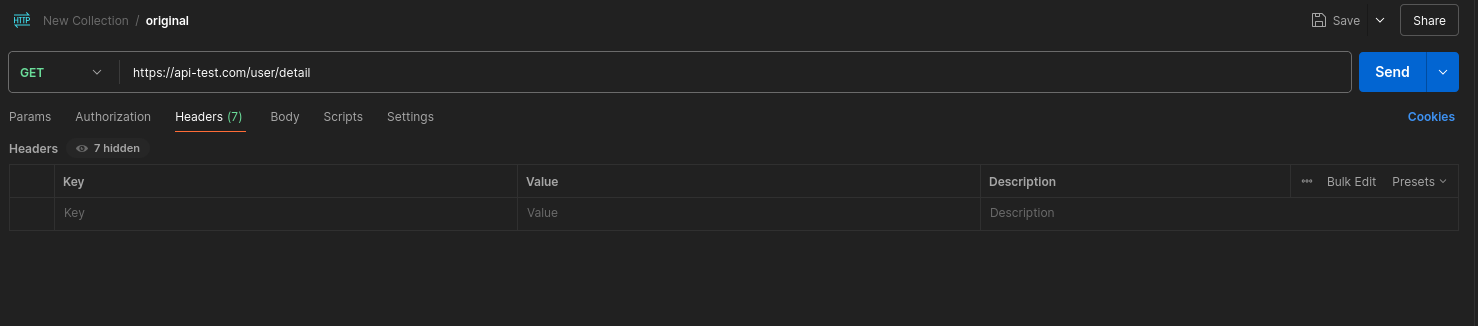 HTTP New Collection / original Save Share
GET https://api-test.com/user/detail Send
Params Authorization Headers (7) Body Scripts Settings Cookies
Headers 7 hidden
Key Value Description ••• Bulk Edit Presets
Key Value Description